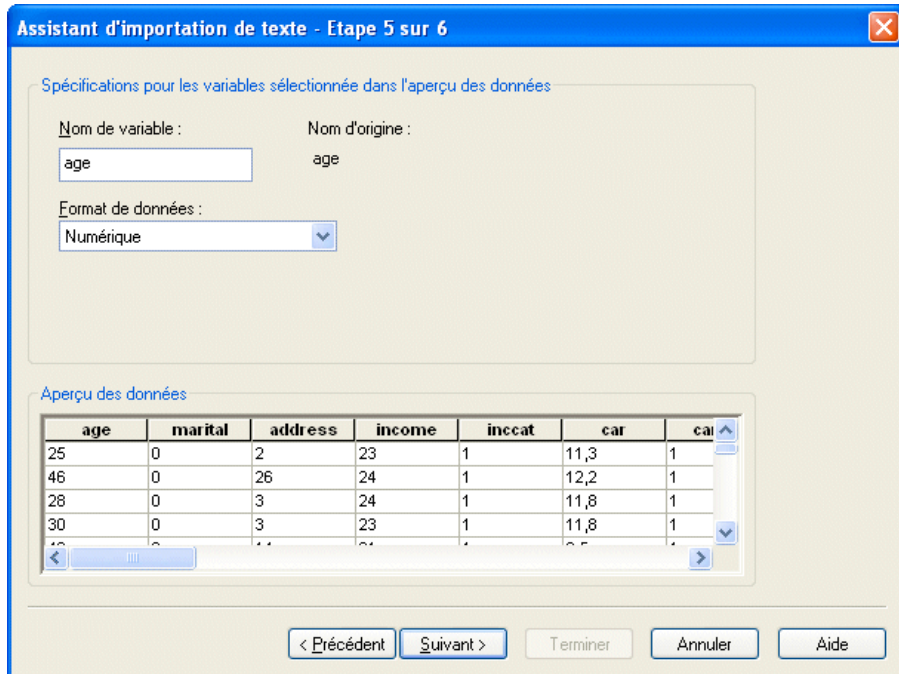 Assistant d'importation de texte - Etape 5 sur 6
Spécifications pour les variables sélectionnée dans l'aperçu des données
Nom de variable : Nom d'origine :
age age
Format de données :
Numérique
Aperçu des données
age marital address income inccat car
25 0 2 23 1 11,3 1
46 0 26 24 1 12,2 1
28 0 3 24 1 11,8 1
30 0 3 23 1 11,8 1
< Précédent Suivant > Terminer Annuler Aide